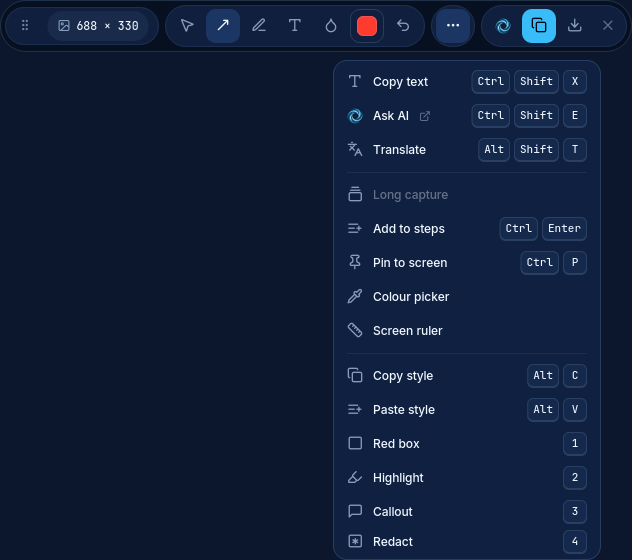 688 × 330
T
Copy text Ctrl Shift X
Ask AI Ctrl Shift E
Translate Alt Shift T
Long capture
Add to steps Ctrl Enter
Pin to screen Ctrl P
Colour picker
Screen ruler
Copy style Alt C
Paste style Alt V
Red box 1
Highlight 2
Callout 3
Redact 4